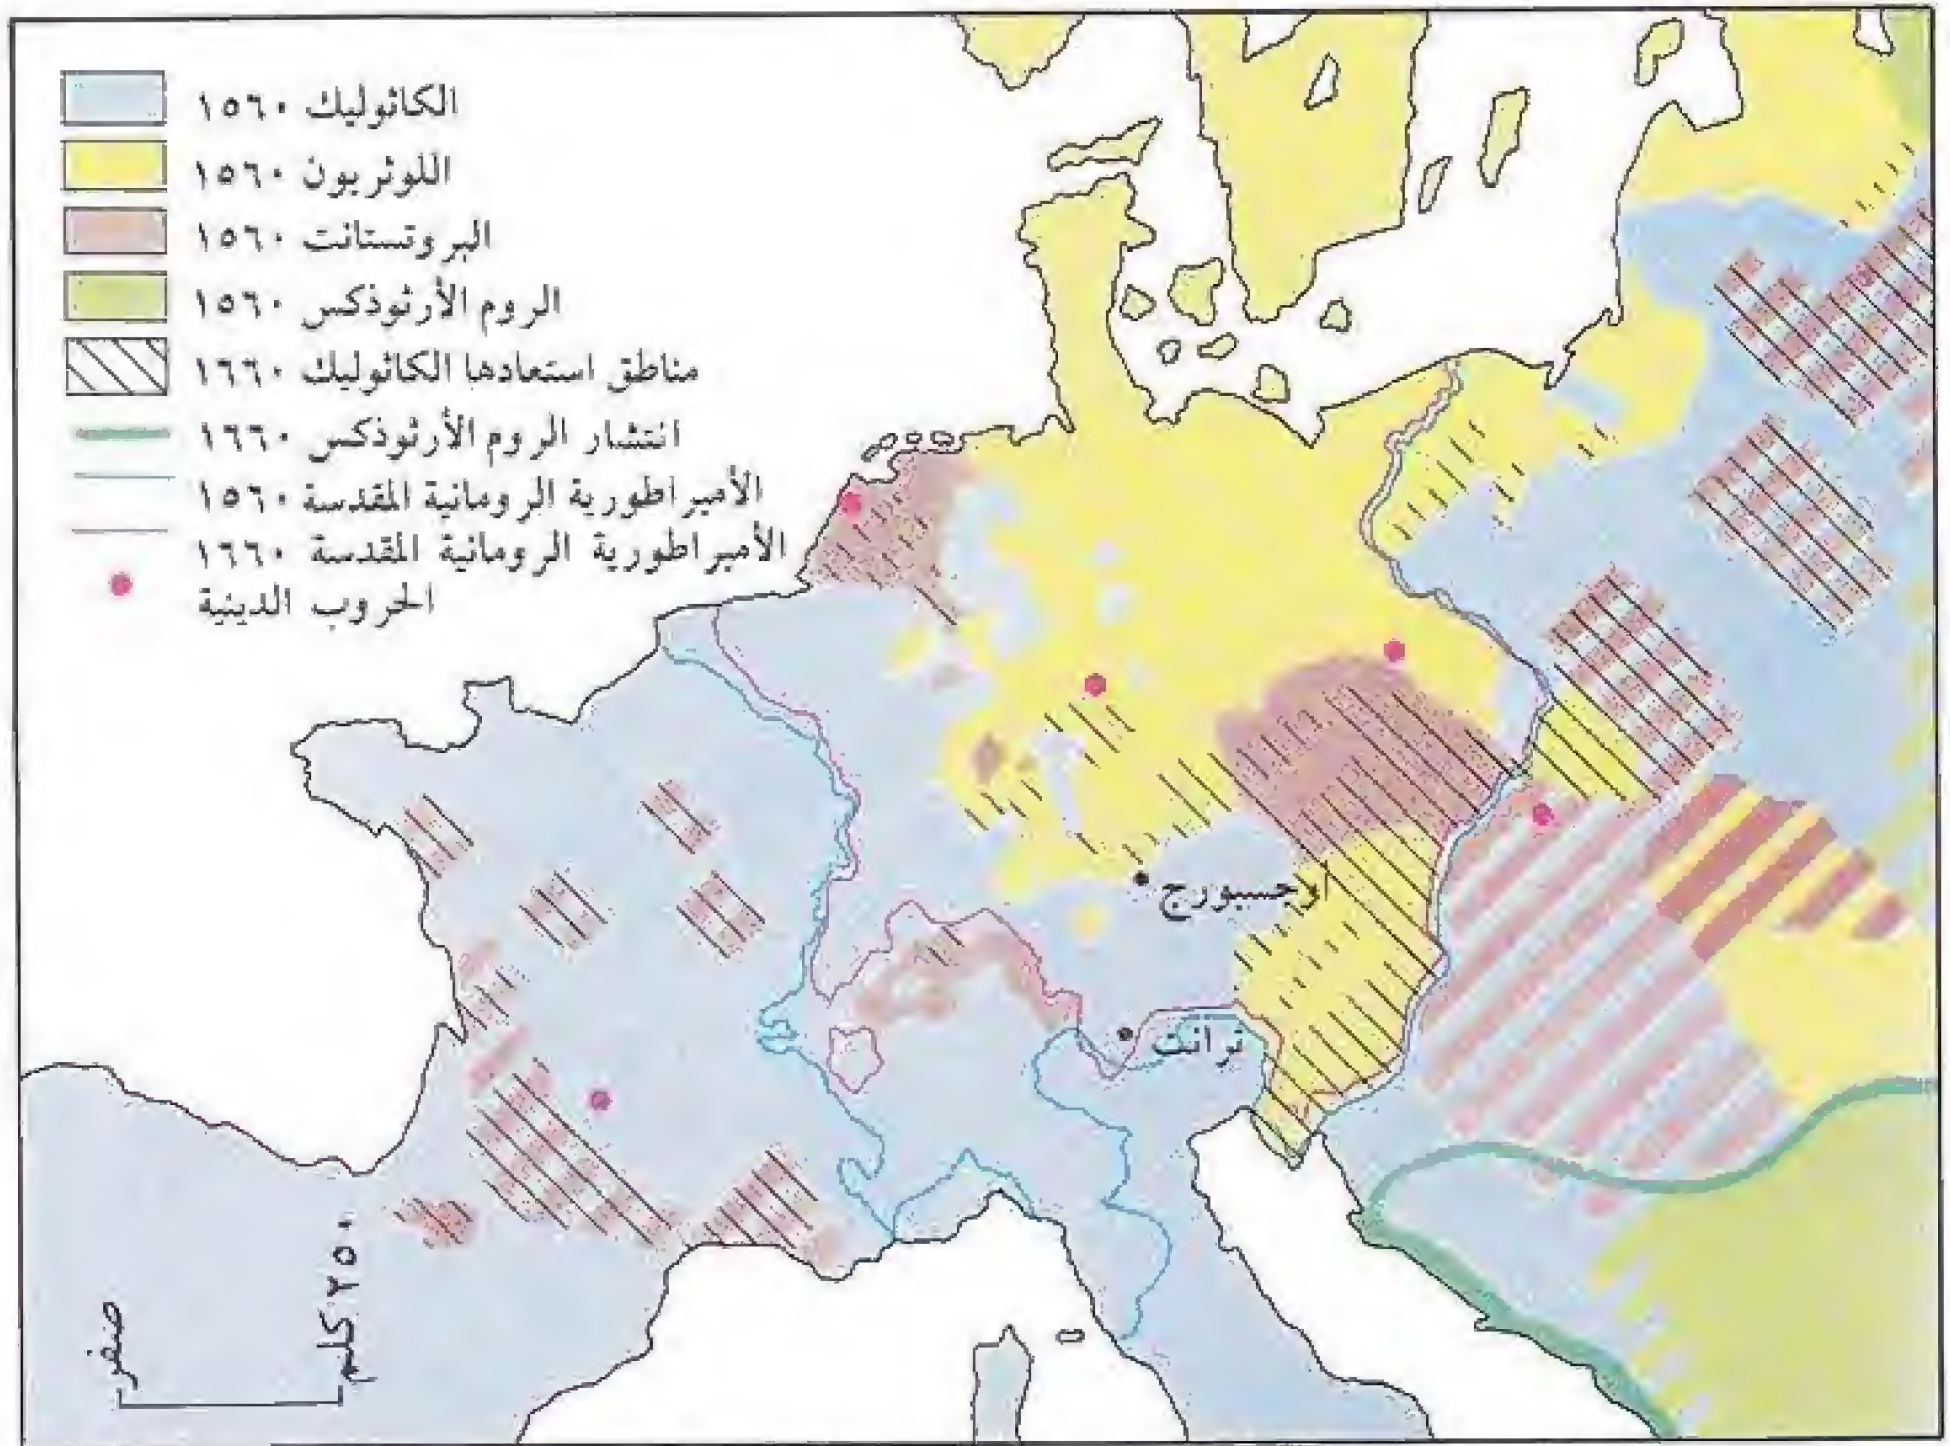 الكاثوليك ١٥٦٠
اللوثريون ١٥٦٠
البروتستانت ١٥٦٠
الروم الأرثوذكس ١٥٦٠
مناطق استعادها الكاثوليك ١٦٦٠
انتشار الروم الأرثوذكس ١٦٦٠
الأمبراطورية الرومانية المقدسة ١٥٦٠
الأمبراطورية الرومانية المقدسة ١٦٦٠
الحروب الدينية
اوجسبورج
ترانت
صفر
٢٥٠ كلم